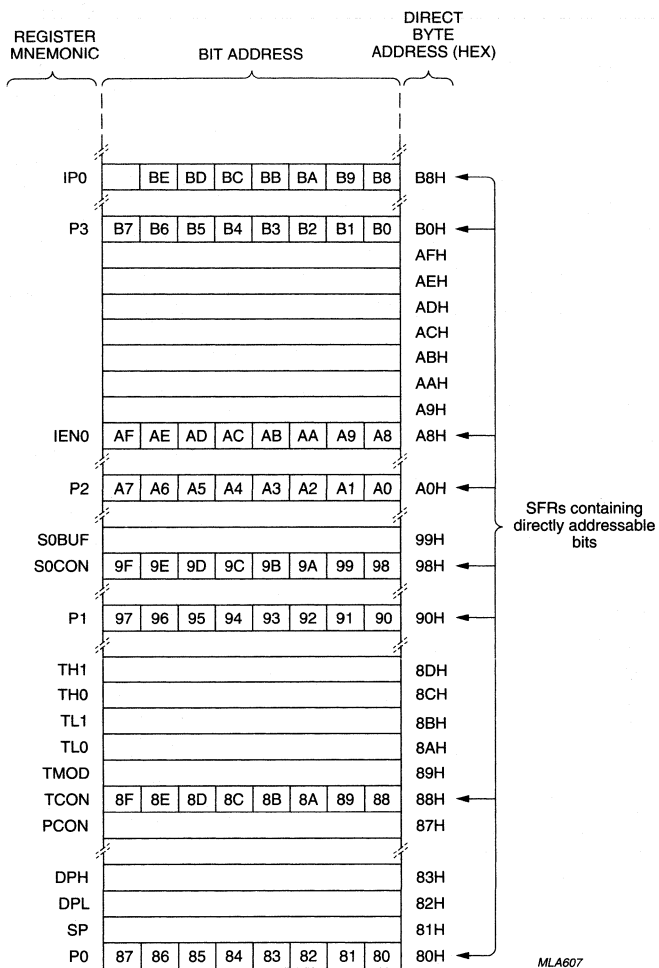 DIRECT
BYTE
ADDRESS (HEX)
REGISTER
MNEMONIC
BIT ADDRESS
IP0 BE BD BC BB BA B9 B8 B8H
P3 B7 B6 B5 B4 B3 B2 B1 B0 B0H
AFH
AEH
ADH
ACH
ABH
AAH
A9H
IEN0 AF AE AD AC AB AA A9 A8 A8H
P2 A7 A6 A5 A4 A3 A2 A1 A0 A0H
SFRs containing
directly addressable
bits
S0BUF 99H
S0CON 9F 9E 9D 9C 9B 9A 99 98 98H
P1 97 96 95 94 93 92 91 90 90H
TH1 8DH
TH0 8CH
TL1 8BH
TL0 8AH
TMOD 89H
TCON 8F 8E 8D 8C 8B 8A 89 88 88H
PCON 87H
DPH 83H
DPL 82H
SP 81H
P0 87 86 85 84 83 82 81 80 80H
MLA607